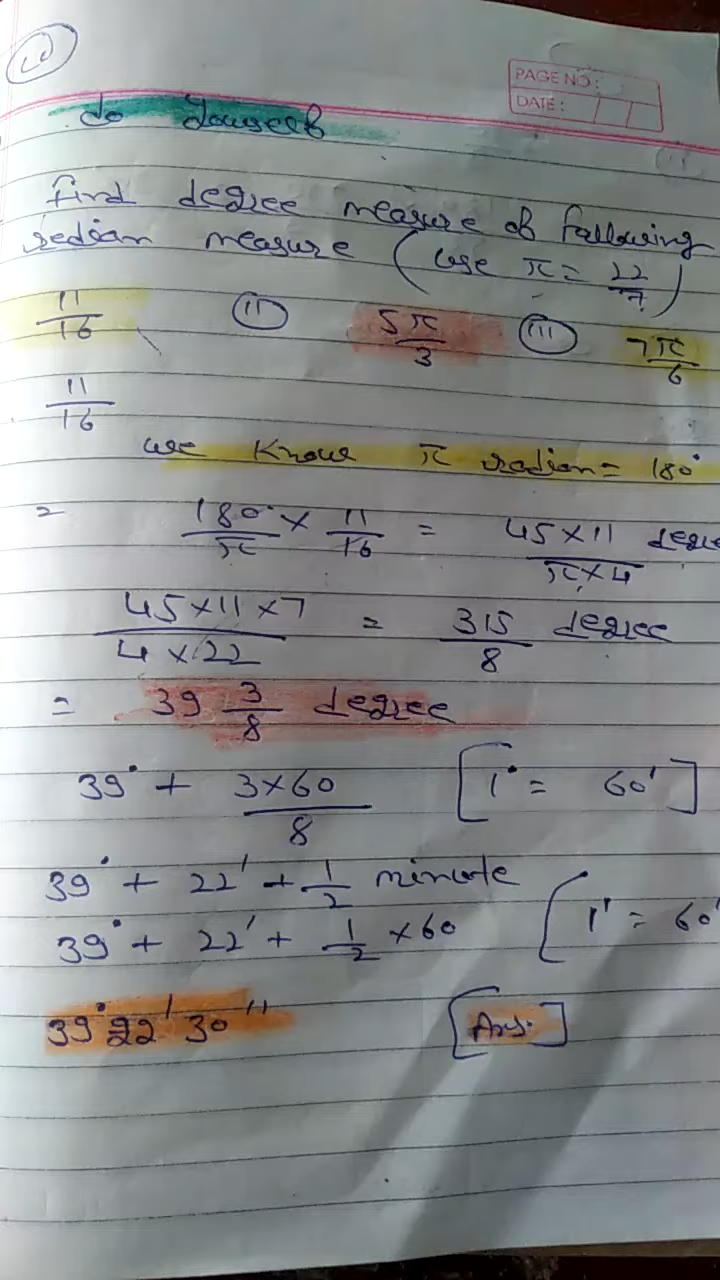 PAGE NO :
DATE :
do Yourself
find degree measure of following
redian measure ( use π = 22/7 )
11/16 (ii) 5π/3 (iii) 7π/6
11/16
we know π radian = 180°
= 180°/π × 11/16 = 45×11/π×4 degre
45×11×7/4×22 = 315/8 degree
= 39 3/8 degree
39° + 3×60/8 [1° = 60']
39° + 22' + 1/2 minute
39° + 22' + 1/2 ×60 [1' = 60'
39°22'30'' [Ans.]